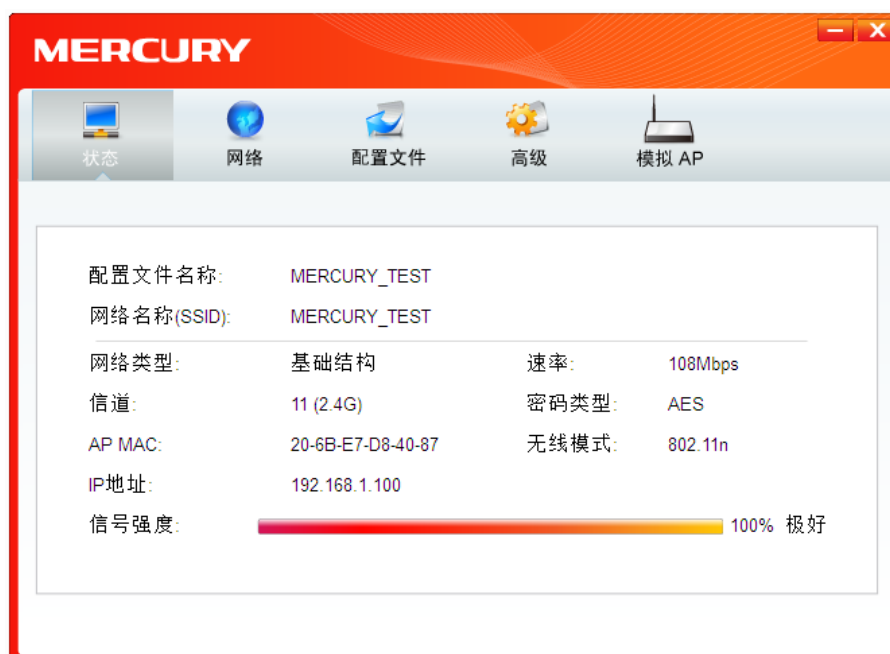 MERCURY
状态 网络 配置文件 高级 模拟 AP
配置文件名称: MERCURY_TEST
网络名称(SSID): MERCURY_TEST
网络类型: 基础结构 速率: 108Mbps
信道: 11 (2.4G) 密码类型: AES
AP MAC: 20-6B-E7-D8-40-87 无线模式: 802.11n
IP地址: 192.168.1.100
信号强度: 100% 极好